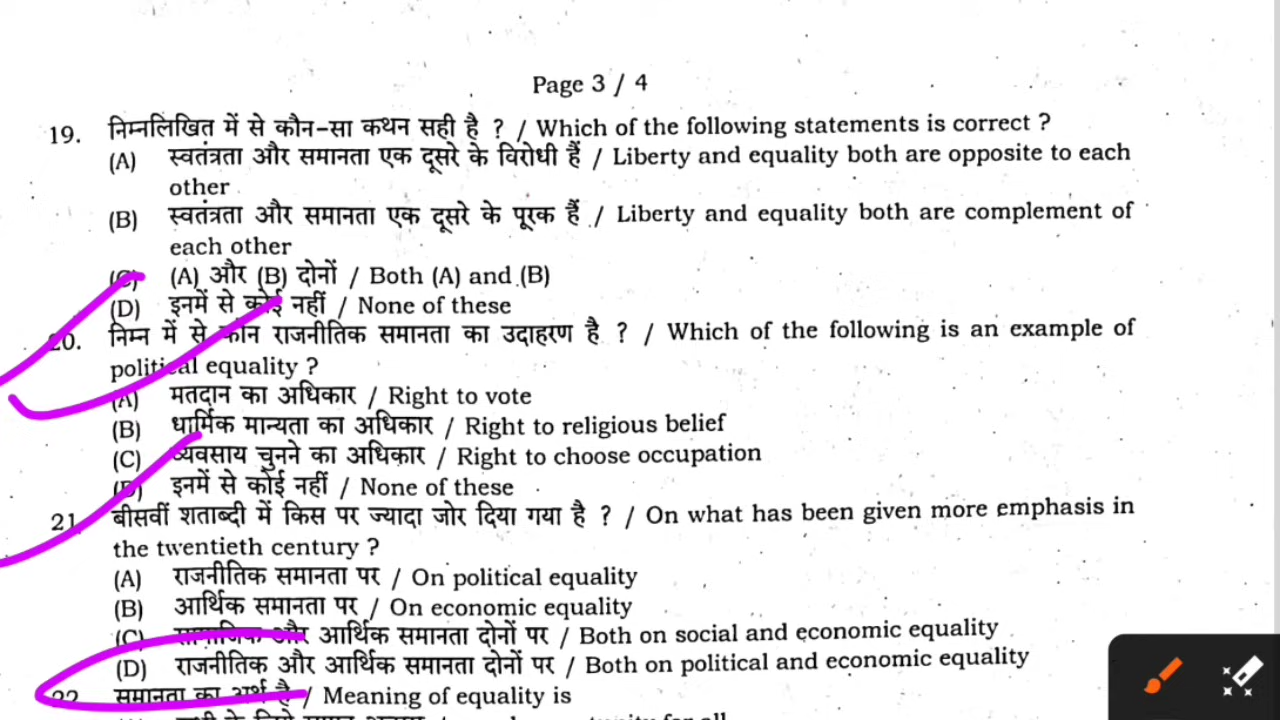 Page 3 / 4
19. निम्नलिखित में से कौन-सा कथन सही है ? / Which of the following statements is correct ?
(A) स्वतंत्रता और समानता एक दूसरे के विरोधी हैं / Liberty and equality both are opposite to each
other
(B) स्वतंत्रता और समानता एक दूसरे के पूरक हैं / Liberty and equality both are complement of
each other
(C) (A) और (B) दोनों / Both (A) and (B)
(D) इनमें से कोई नहीं / None of these
20. निम्न में से कौन राजनीतिक समानता का उदाहरण है ? / Which of the following is an example of
political equality ?
(A) मतदान का अधिकार / Right to vote
(B) धार्मिक मान्यता का अधिकार / Right to religious belief
(C) व्यवसाय चुनने का अधिकार / Right to choose occupation
(D) इनमें से कोई नहीं / None of these
21. बीसवीं शताब्दी में किस पर ज्यादा जोर दिया गया है ? / On what has been given more emphasis in
the twentieth century ?
(A) राजनीतिक समानता पर / On political equality
(B) आर्थिक समानता पर / On economic equality
(C) सामाजिक और आर्थिक समानता दोनों पर / Both on social and economic equality
(D) राजनीतिक और आर्थिक समानता दोनों पर / Both on political and economic equality
22. समानता का अर्थ है / Meaning of equality is